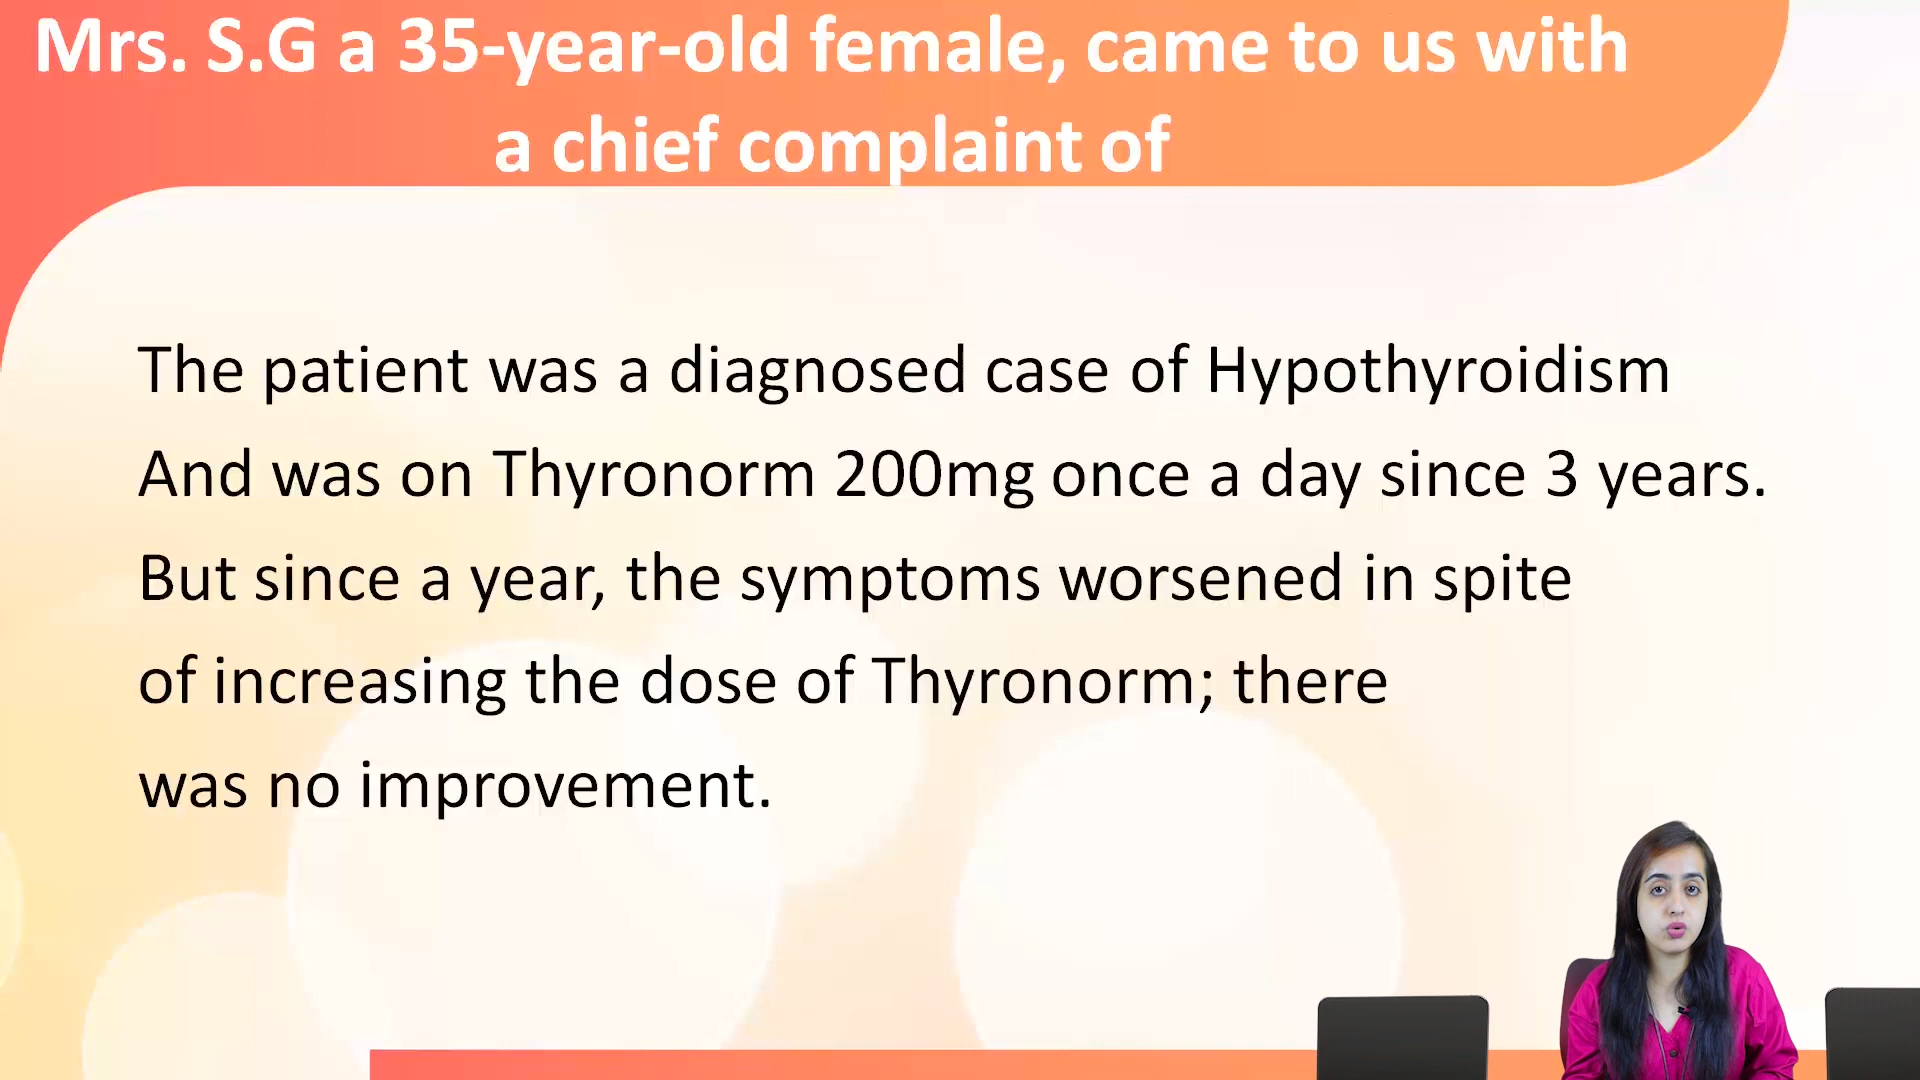 Mrs. S.G a 35-year-old female, came to us with
a chief complaint of
The patient was a diagnosed case of Hypothyroidism
And was on Thyronorm 200mg once a day since 3 years.
But since a year, the symptoms worsened in spite
of increasing the dose of Thyronorm; there
was no improvement.